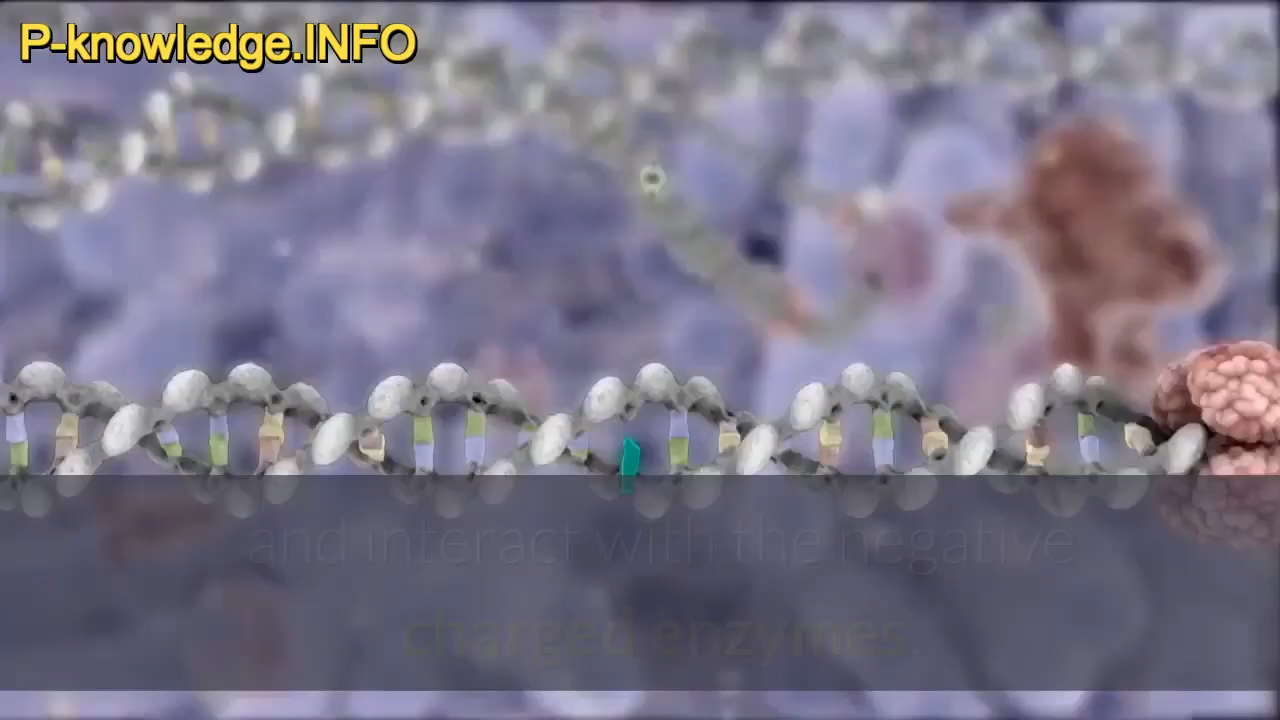 P-knowledge.INFO
and interact with the negative
charged enzymes.